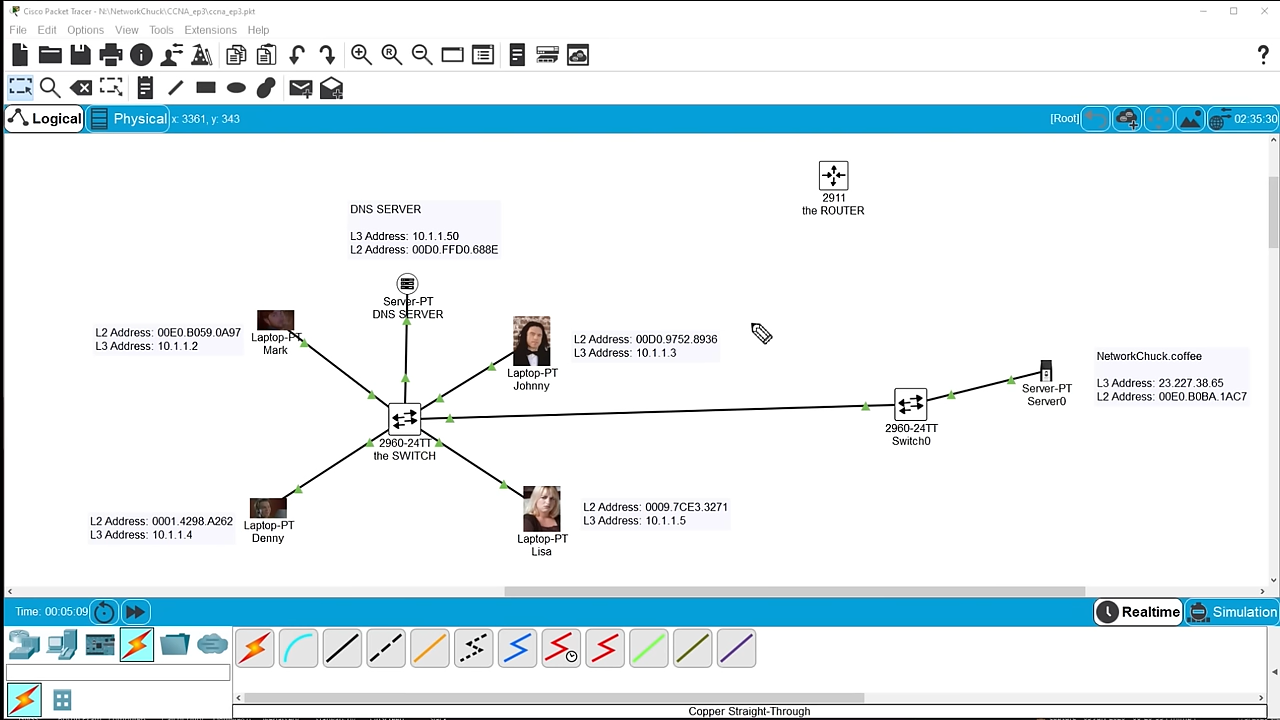 Cisco Packet Tracer - N:\NetworkChuck\CCNA_ep3\ccna_ep3.pkt
File Edit Options View Tools Extensions Help
?
Logical Physical x: 3361, y: 343 [Root] 02:35:30
2911
the ROUTER
DNS SERVER
L3 Address: 10.1.1.50
L2 Address: 00D0.FFD0.688E
Server-PT
DNS SERVER
L2 Address: 00E0.B059.0A97
L3 Address: 10.1.1.2
Laptop-PT
Mark
Laptop-PT
Johnny
L2 Address: 00D0.9752.8936
L3 Address: 10.1.1.3
NetworkChuck.coffee
L3 Address: 23.227.38.65
L2 Address: 00E0.B0BA.1AC7
Server-PT
Server0
2960-24TT
the SWITCH
2960-24TT
Switch0
L2 Address: 0001.4298.A262
L3 Address: 10.1.1.4
Laptop-PT
Denny
Laptop-PT
Lisa
L2 Address: 0009.7CE3.3271
L3 Address: 10.1.1.5
Time: 00:05:09 Realtime Simulation
Copper Straight-Through